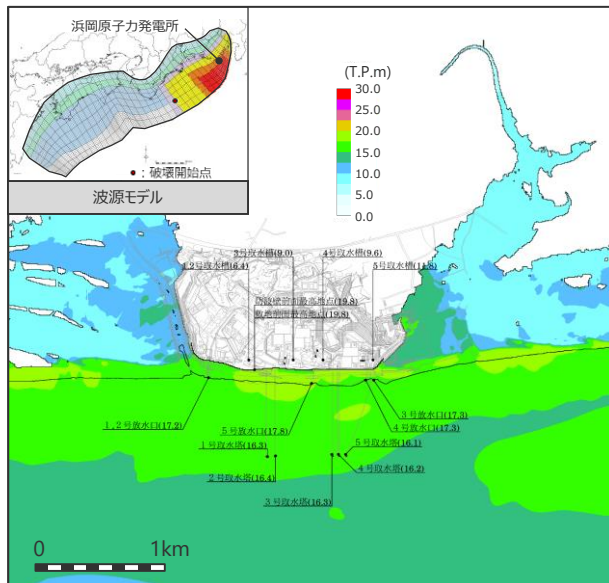 浜岡原子力発電所
●：破壊開始点
波源モデル
(T.P.m)
30.0
25.0
20.0
15.0
10.0
5.0
0.0
3号取水槽(9.0)
4号取水槽(9.6)
1,2号取水槽(6.4)
5号取水槽(11.8)
防波壁前面最高地点(19.8)
敷地前面最高地点(19.8)
1,2号放水口(17.2)
5号放水口(17.8)
3号放水口(17.3)
4号放水口(17.3)
1号取水塔(16.3)
5号取水塔(16.1)
2号取水塔(16.4)
4号取水塔(16.2)
3号取水塔(16.3)
0 1km